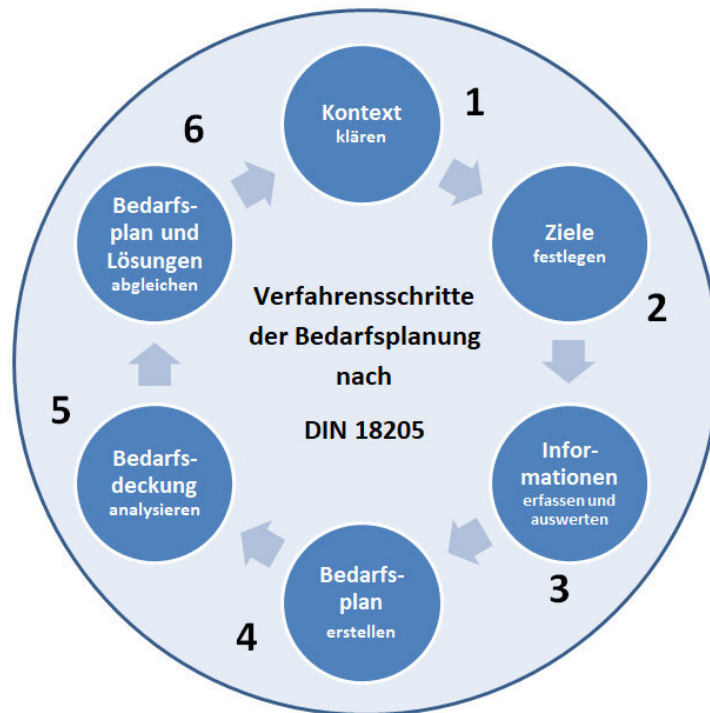 1
Kontext
klären
2
Ziele
festlegen
3
Infor-
mationen
erfassen und
auswerten
4
Bedarfs-
plan
erstellen
5
Bedarfs-
deckung
analysieren
6
Bedarfs-
plan und
Lösungen
abgleichen
Verfahrensschritte
der Bedarfsplanung
nach
DIN 18205